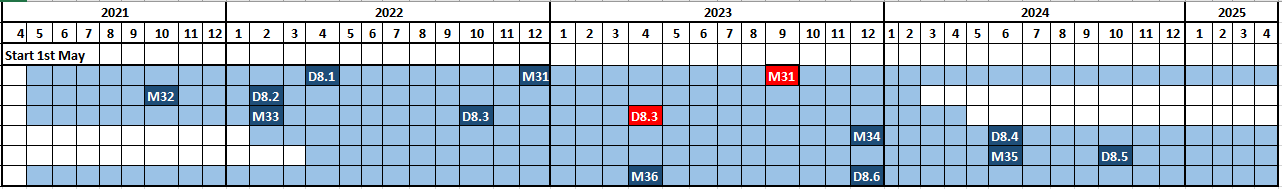 2021 2022 2023 2024 2025
4 5 6 7 8 9 10 11 12 1 2 4 5 6 7 8 9 10 11 12 1 2 3 4 5 6 7 8 9 10 11 12 1 2 3 4 5 6 7 8 9 10 11 12 1 2 3 4
Start 1st May
D8.1 M31 M31
M32 D8.2
M33 D8.3 D8.3
M34 D8.4
M35 D8.5
M36 D8.6